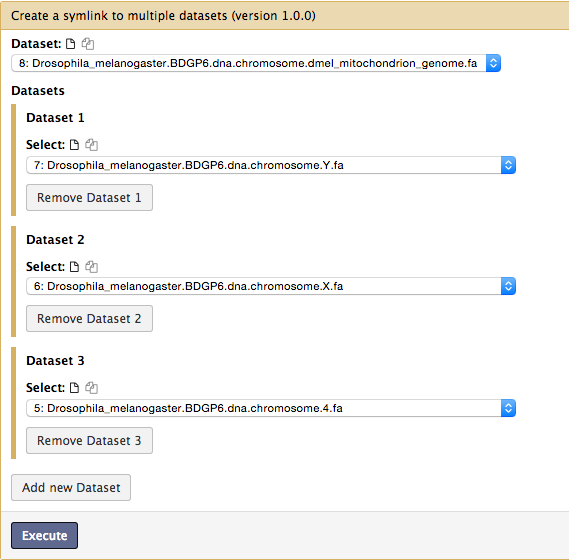 Create a symlink to multiple datasets (version 1.0.0)
Dataset:
8: Drosophila_melanogaster.BDGP6.dna.chromosome.dmel_mitochondrion_genome.fa
Datasets
Dataset 1
Select:
7: Drosophila_melanogaster.BDGP6.dna.chromosome.Y.fa
Remove Dataset 1
Dataset 2
Select:
6: Drosophila_melanogaster.BDGP6.dna.chromosome.X.fa
Remove Dataset 2
Dataset 3
Select:
5: Drosophila_melanogaster.BDGP6.dna.chromosome.4.fa
Remove Dataset 3
Add new Dataset
Execute